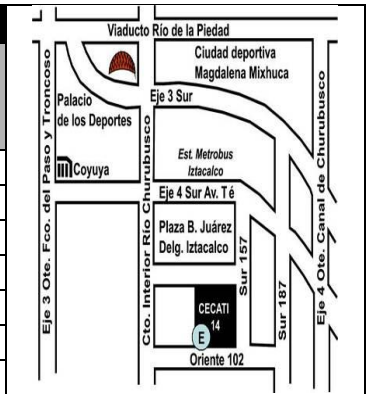 Viaducto Río de la Piedad
Ciudad deportiva
Magdalena Mixhuca
Palacio
de los Deportes
Eje 3 Sur
Est. Metrobus
Iztacalco
Coyuya
Eje 4 Sur Av. Té
Plaza B. Juárez
Delg. Iztacalco
CECATI
14
E
Oriente 102
Eje 3 Ote. Fco. del Paso y Troncoso
Cto. Interior Río Churubusco
Sur 157
Sur 187
Eje 4 Ote. Canal de Churubusco